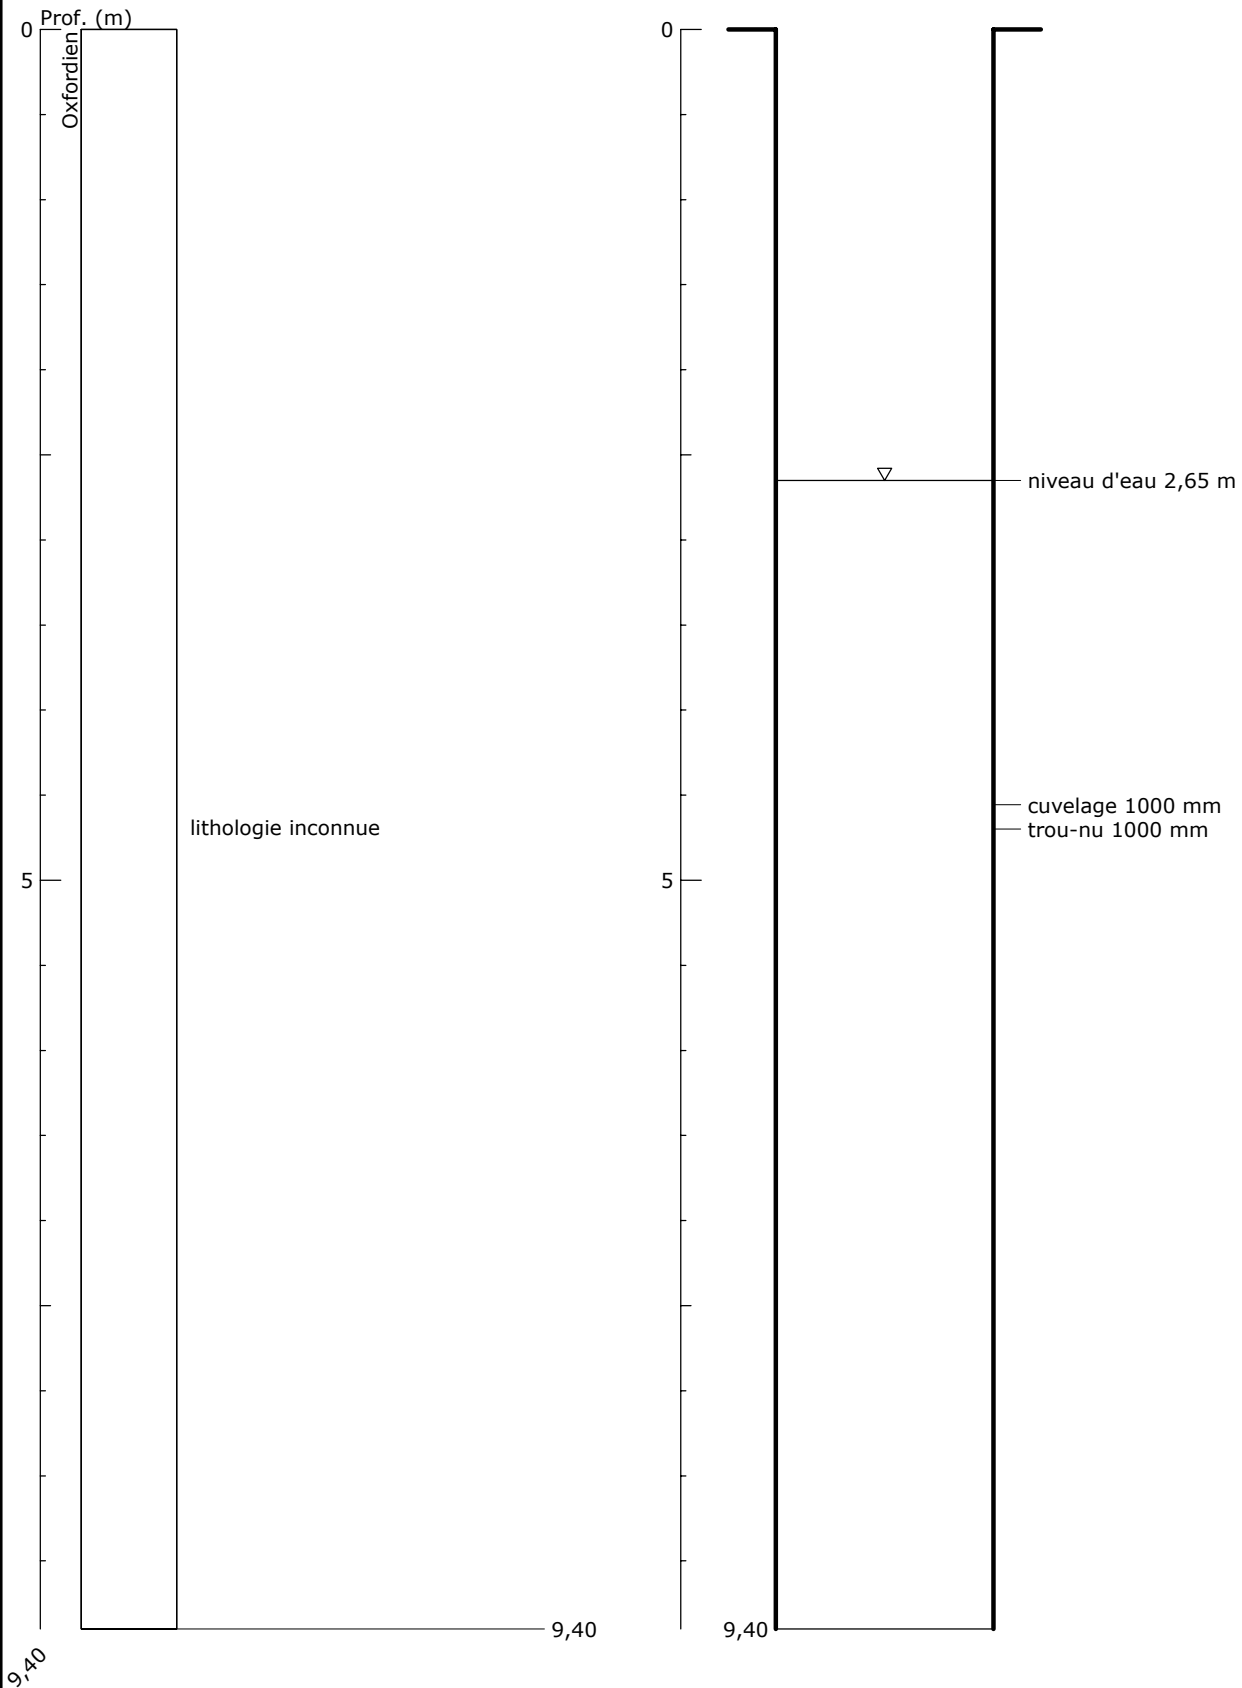 Prof. (m)
0
Oxfordien
0
niveau d'eau 2,65 m
cuvelage 1000 mm
lithologie inconnue
trou-nu 1000 mm
5
5
9,40
9,40
9,40